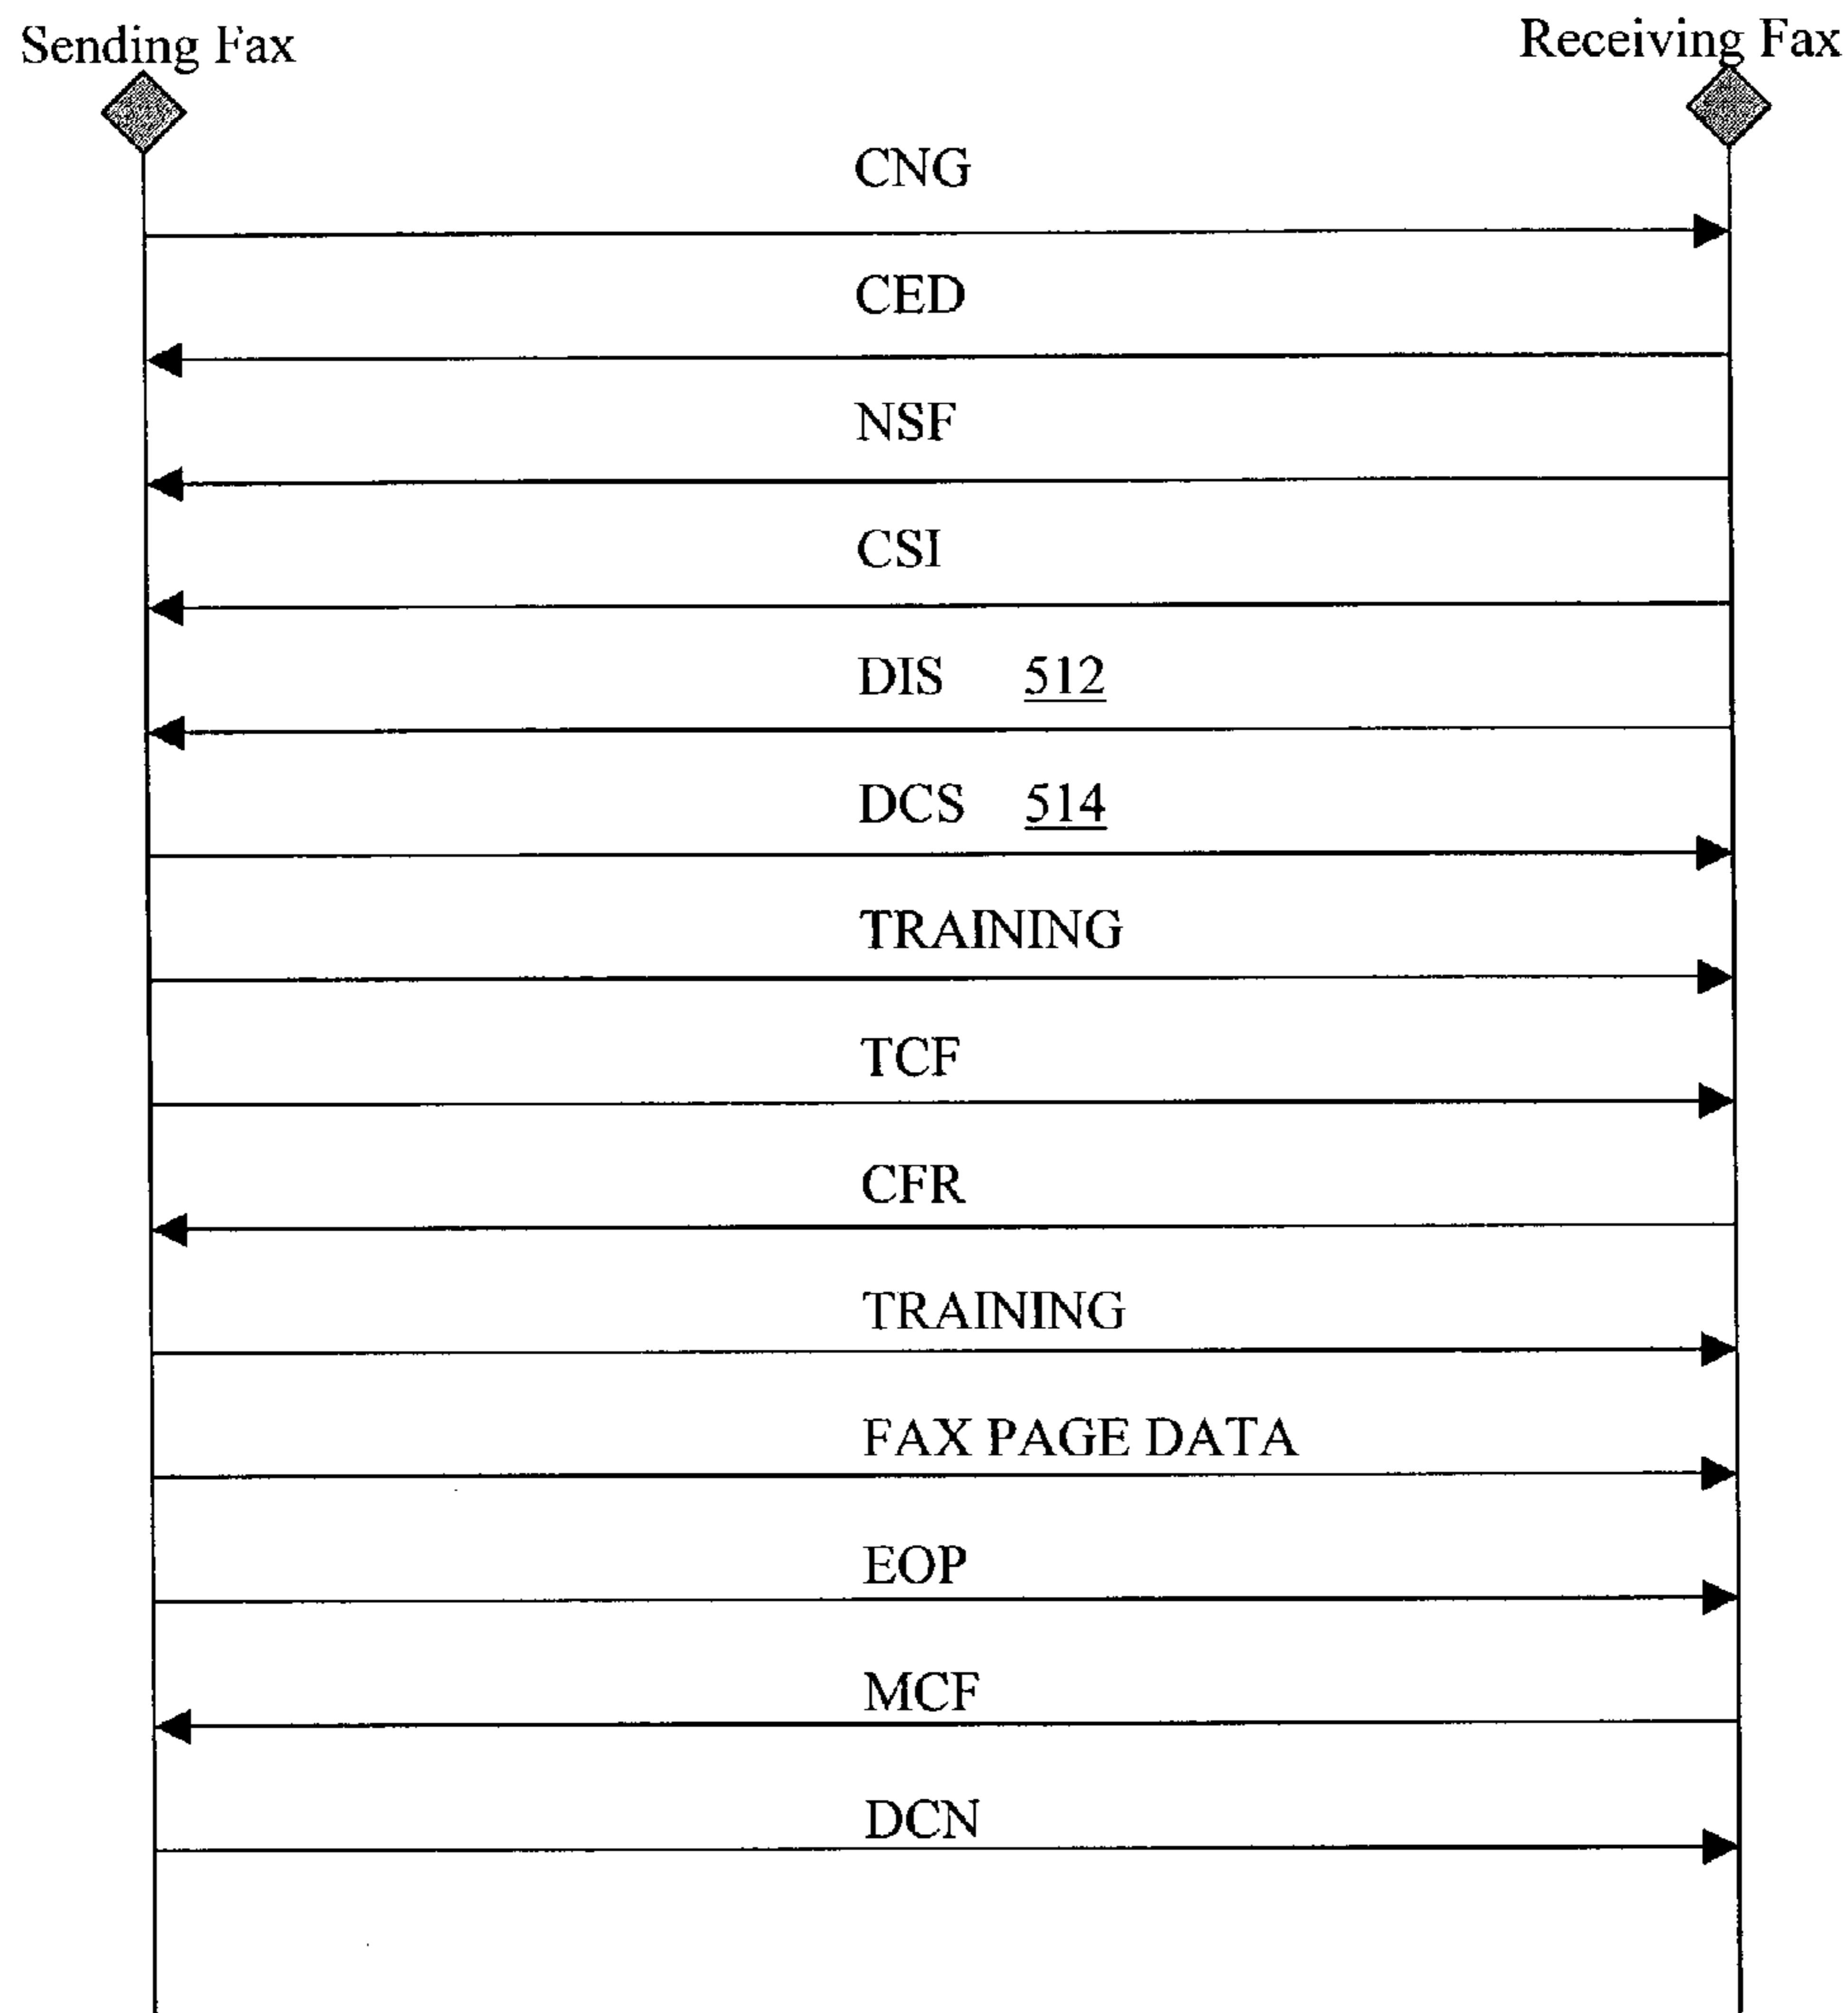 Sending Fax
Receiving Fax
CNG
CED
NSF
CSI
DIS 512
DCS 514
TRAINING
TCF
CFR
TRAINING
FAX PAGE DATA
EOP
MCF
DCN